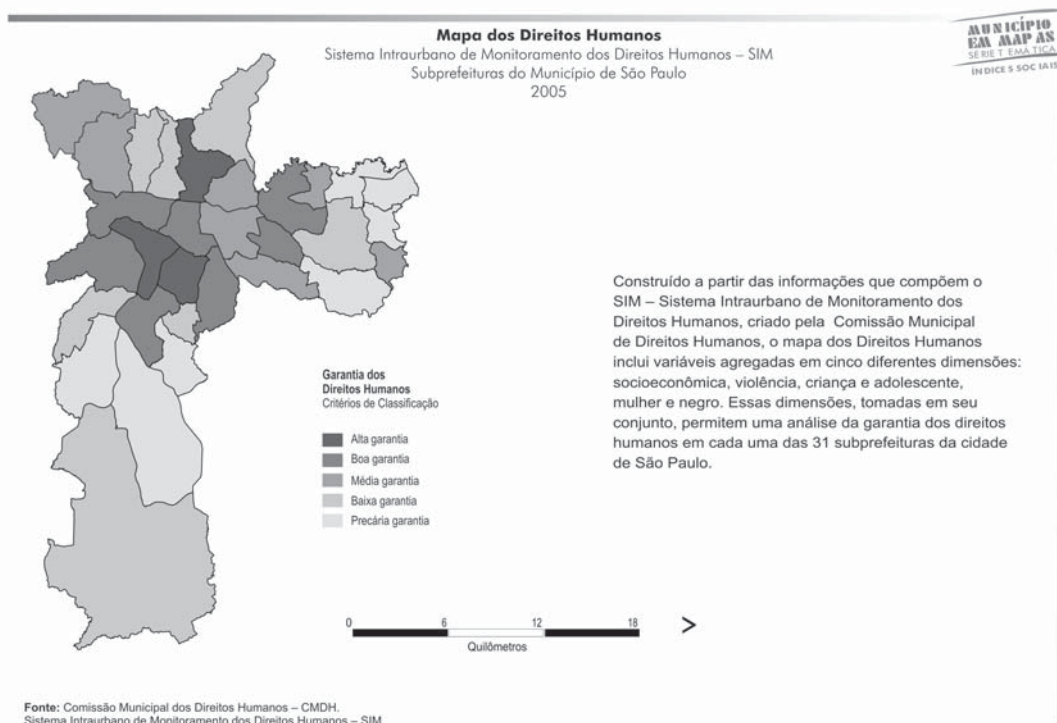 Mapa dos Direitos Humanos
Sistema Intraurbano de Monitoramento dos Direitos Humanos – SIM
Subprefeituras do Município de São Paulo
2005
MUNICÍPIO
EM MAPAS
SÉRIE TEMÁTICA
ÍNDICES SOCIAIS
Construído a partir das informações que compõem o
SIM – Sistema Intraurbano de Monitoramento dos
Direitos Humanos, criado pela Comissão Municipal
de Direitos Humanos, o mapa dos Direitos Humanos
inclui variáveis agregadas em cinco diferentes dimensões:
socioeconômica, violência, criança e adolescente,
mulher e negro. Essas dimensões, tomadas em seu
conjunto, permitem uma análise da garantia dos direitos
humanos em cada uma das 31 subprefeituras da cidade
de São Paulo.
Garantia dos
Direitos Humanos
Critérios de Classificação
Alta garantia
Boa garantia
Média garantia
Baixa garantia
Precária garantia
0 6 12 18
Quilômetros
>
Fonte: Comissão Municipal dos Direitos Humanos – CMDH.
Sistema Intraurbano de Monitoramento dos Direitos Humanos – SIM